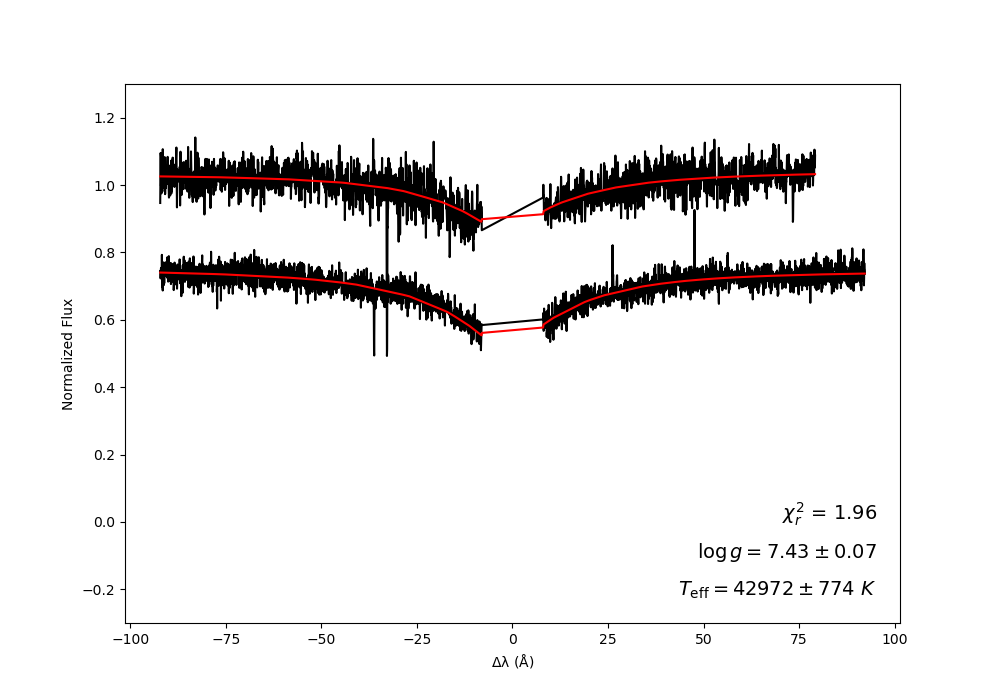 1.2
1.0
0.8
0.6
0.4
0.2
0.0
−0.2
Normalized Flux
χ²ᵣ = 1.96
log g = 7.43 ± 0.07
T_eff = 42972 ± 774 K
−100 −75 −50 −25 0 25 50 75 100
Δλ (Å)